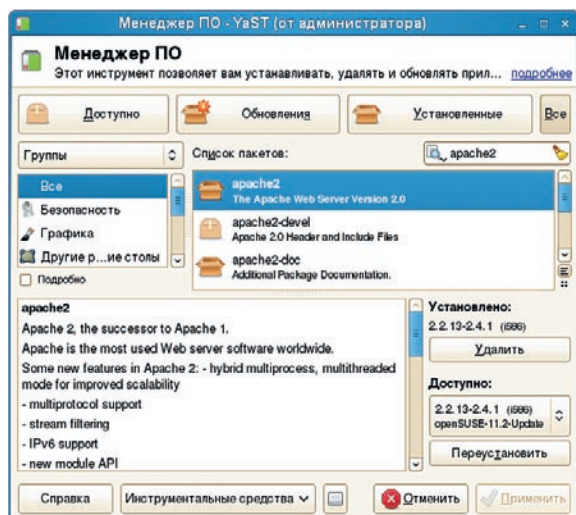 Менеджер ПО - YaST (от администратора)
Менеджер ПО
Этот инструмент позволяет вам устанавливать, удалять и обновлять прил... подробнее
Доступно Обновления Установленные Все
Группы Список пакетов: apache2
Все
Безопасность
Графика
Другие р...ие столы
Подробно
apache2
The Apache Web Server Version 2.0
apache2-devel
Apache 2.0 Header and Include Files
apache2-doc
Additional Package Documentation.
apache2
Apache 2, the successor to Apache 1.
Apache is the most used Web server software worldwide.
Some new features in Apache 2: - hybrid multiprocess, multithreaded
mode for improved scalability
- multiprotocol support
- stream filtering
- IPv6 support
- new module API
Установлено:
2.2.13-2.4.1 (i586)
Удалить
Доступно:
2.2.13-2.4.1 (i586)
openSUSE-11.2-Update
Переустановить
Справка Инструментальные средства Отменить Применить